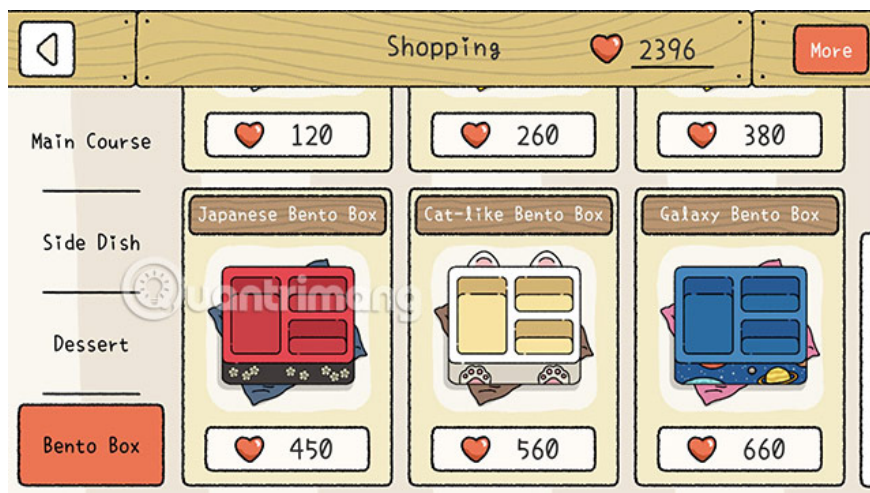 Shopping
2396
More
Main Course
120
260
380
Japanese Bento Box
Cat-like Bento Box
Galaxy Bento Box
Side Dish
Quantrimang
Dessert
Bento Box
450
560
660